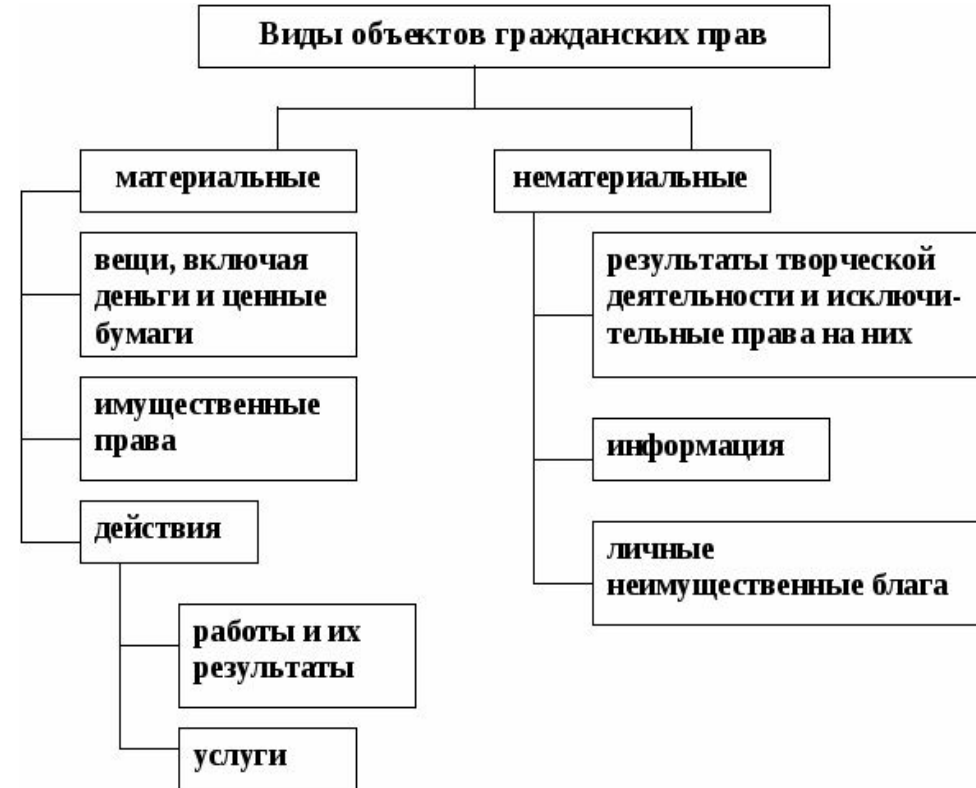 Виды объектов гражданских прав
материальные
вещи, включая
деньги и ценные
бумаги
имущественные
права
действия
работы и их
результаты
услуги
нематериальные
результаты творческой
деятельности и исключи-
тельные права на них
информация
личные
неимущественные блага